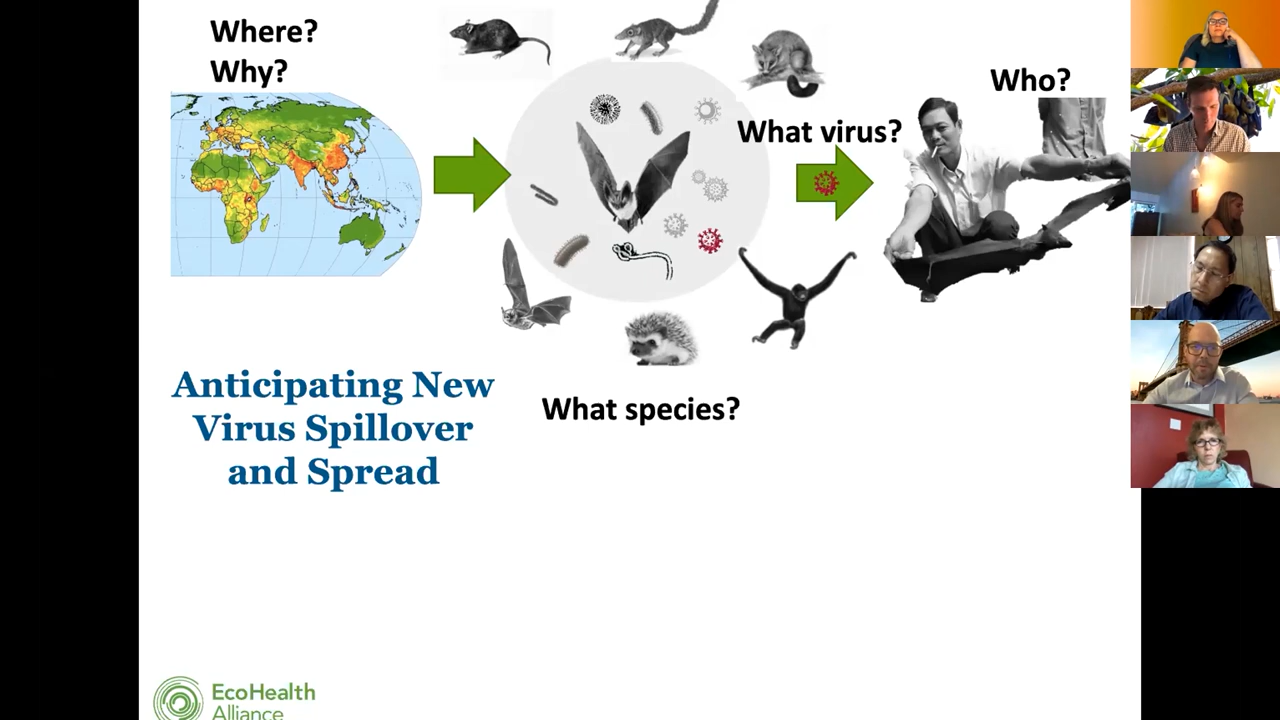 Where?
Why?
What virus?
Who?
What species?
Anticipating New
Virus Spillover
and Spread
EcoHealth
Alliance